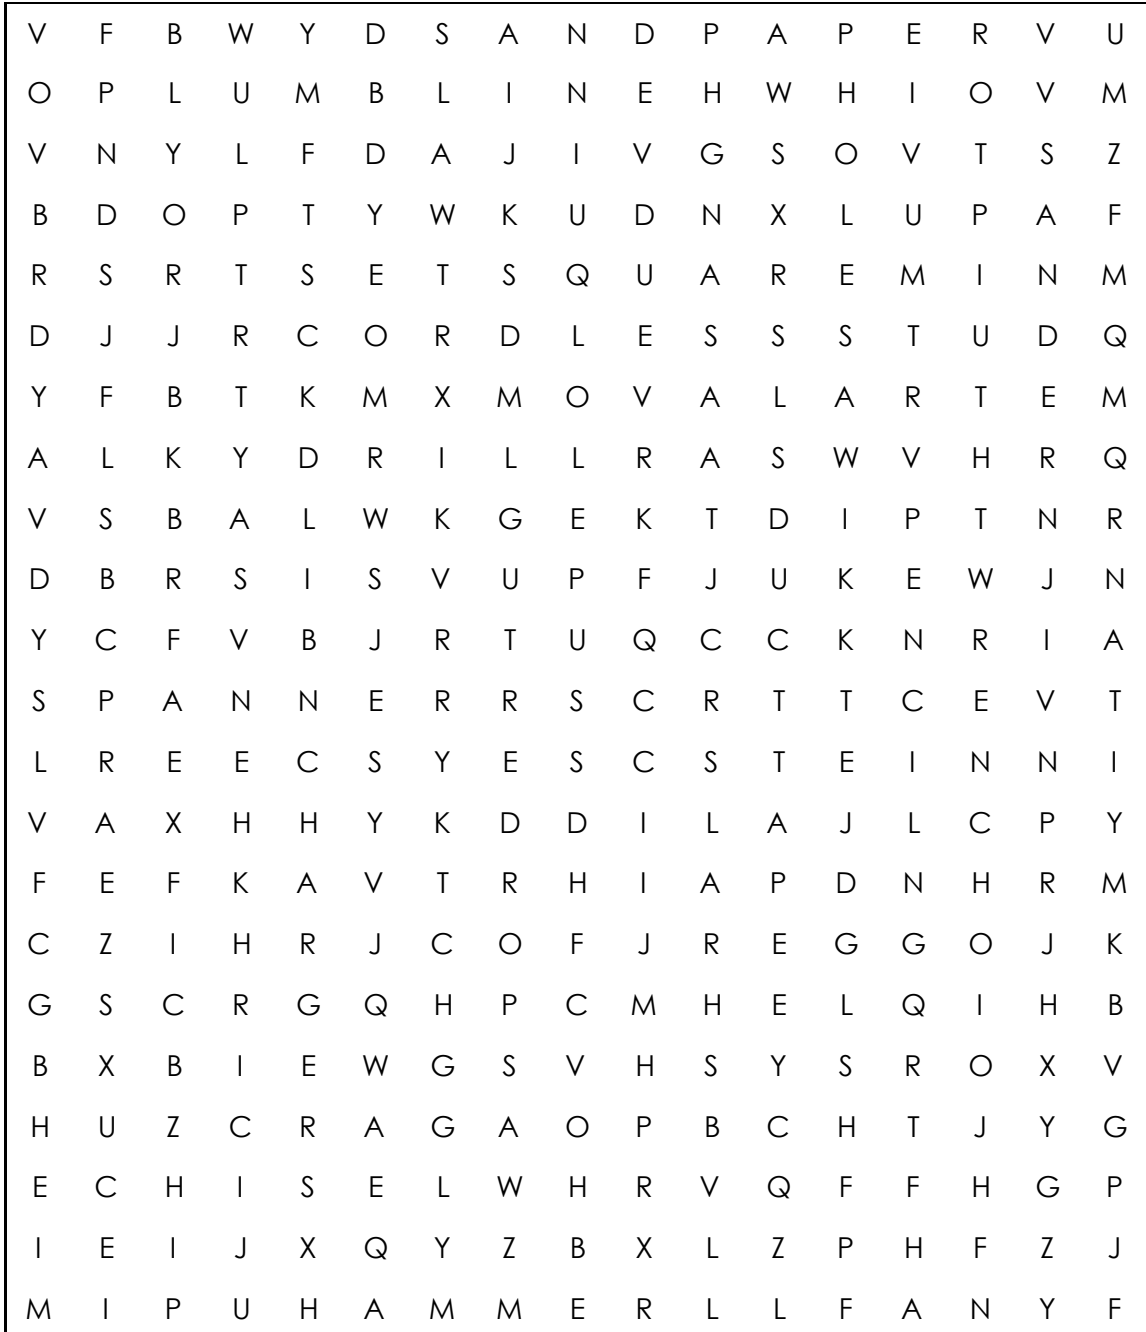 V F B W Y D S A N D P A P E R V U
O P L U M B L I N E H W H I O V M
V N Y L F D A J I V G S O V T S Z
B D O P T Y W K U D N X L U P A F
R S R T S E T S Q U A R E M I N M
D J J R C O R D L E S S S T U D Q
Y F B T K M X M O V A L A R T E M
A L K Y D R I L L R A S W V H R Q
V S B A L W K G E K T D I P T N R
D B R S I S V U P F J U K E W J N
Y C F V B J R T U Q C C K N R I A
S P A N N E R R S C R T T C E V T
L R E E C S Y E S C S T E I N N I
V A X H H Y K D D I L A J L C P Y
F E F K A V T R H I A P D N H R M
C Z I H R J C O F J R E G G O J K
G S C R G Q H P C M H E L Q I H B
B X B I E W G S V H S Y S R O X V
H U Z C R A G A O P B C H T J Y G
E C H I S E L W H R V Q F F H G P
I E I J X Q Y Z B X L Z P H F Z J
M I P U H A M M E R L L F A N Y F